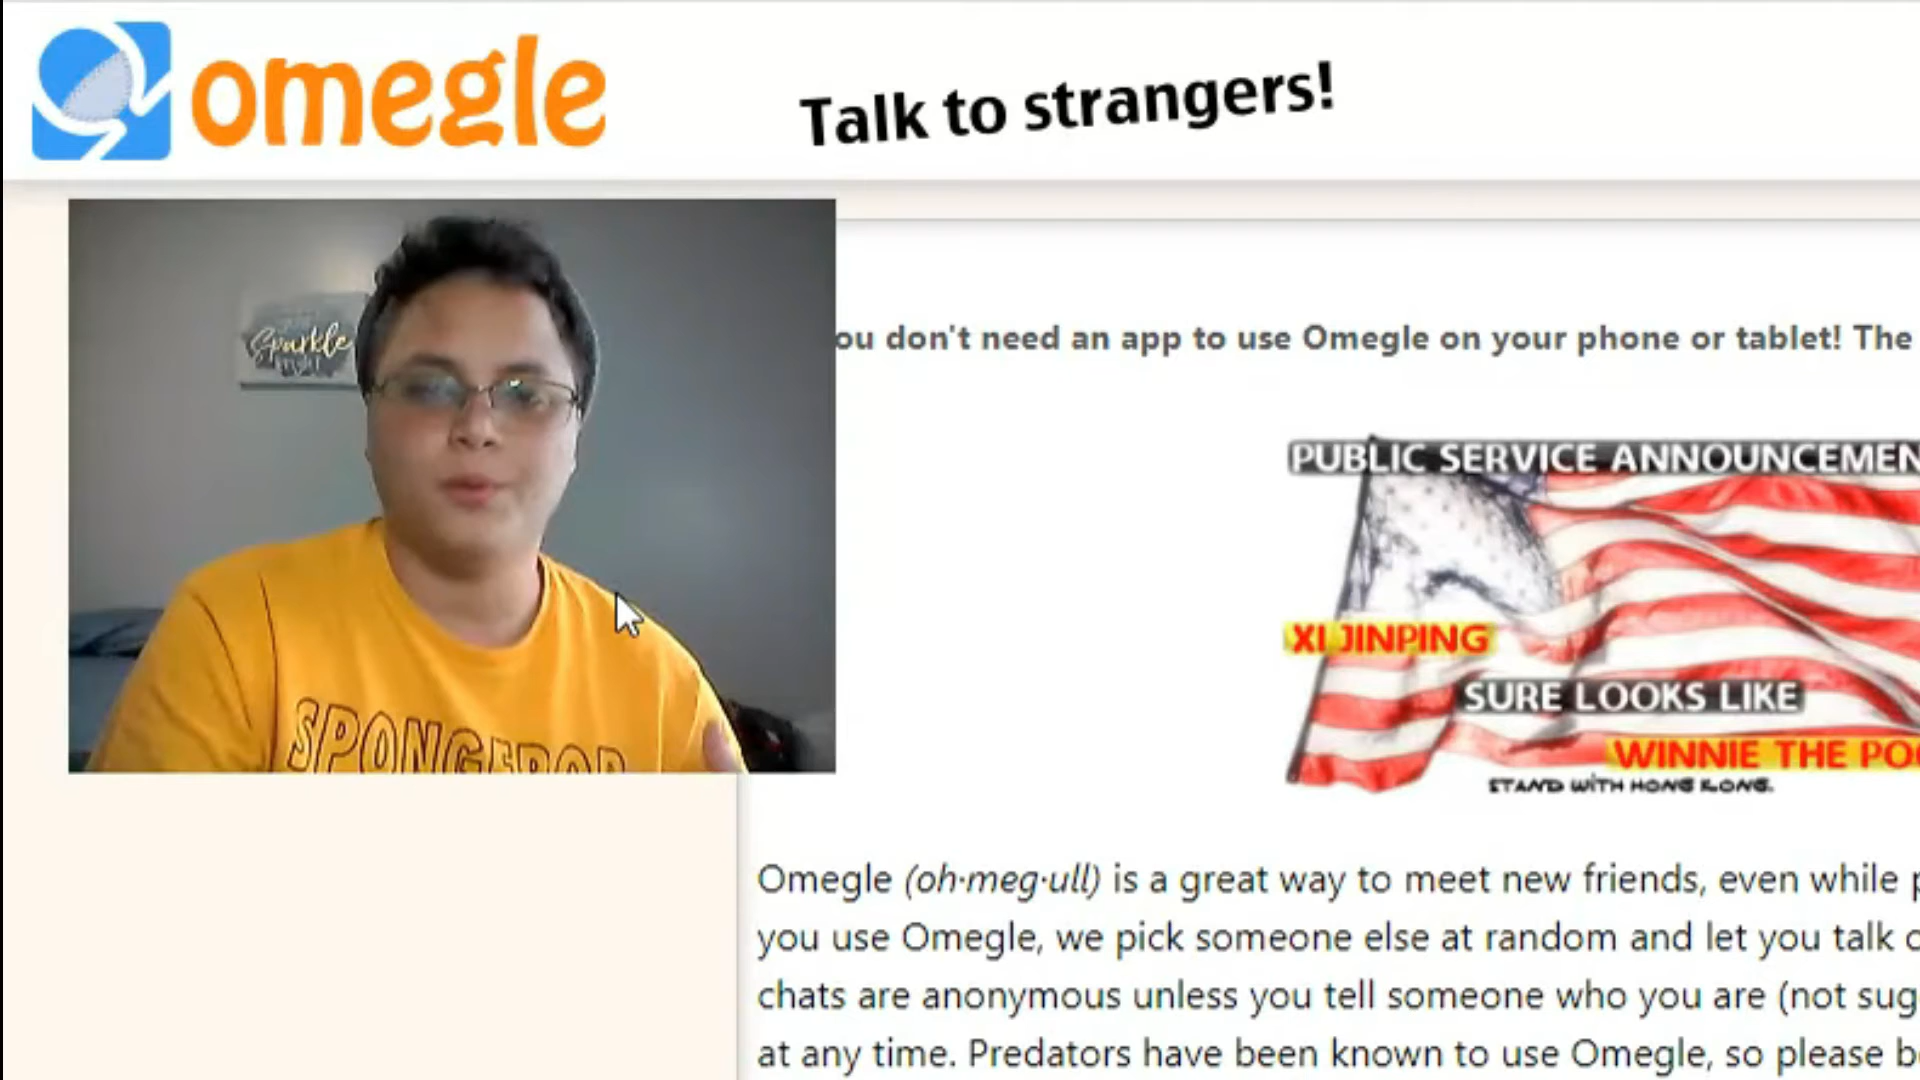 omegle
Talk to strangers!
Sparkle
ou don't need an app to use Omegle on your phone or tablet! The
PUBLIC SERVICE ANNOUNCEMEN
XI JINPING
SURE LOOKS LIKE
WINNIE THE POO
STAND WITH HONG KONG.
SPONGEBOB
Omegle (oh·meg·ull) is a great way to meet new friends, even while p
you use Omegle, we pick someone else at random and let you talk o
chats are anonymous unless you tell someone who you are (not sug
at any time. Predators have been known to use Omegle, so please be